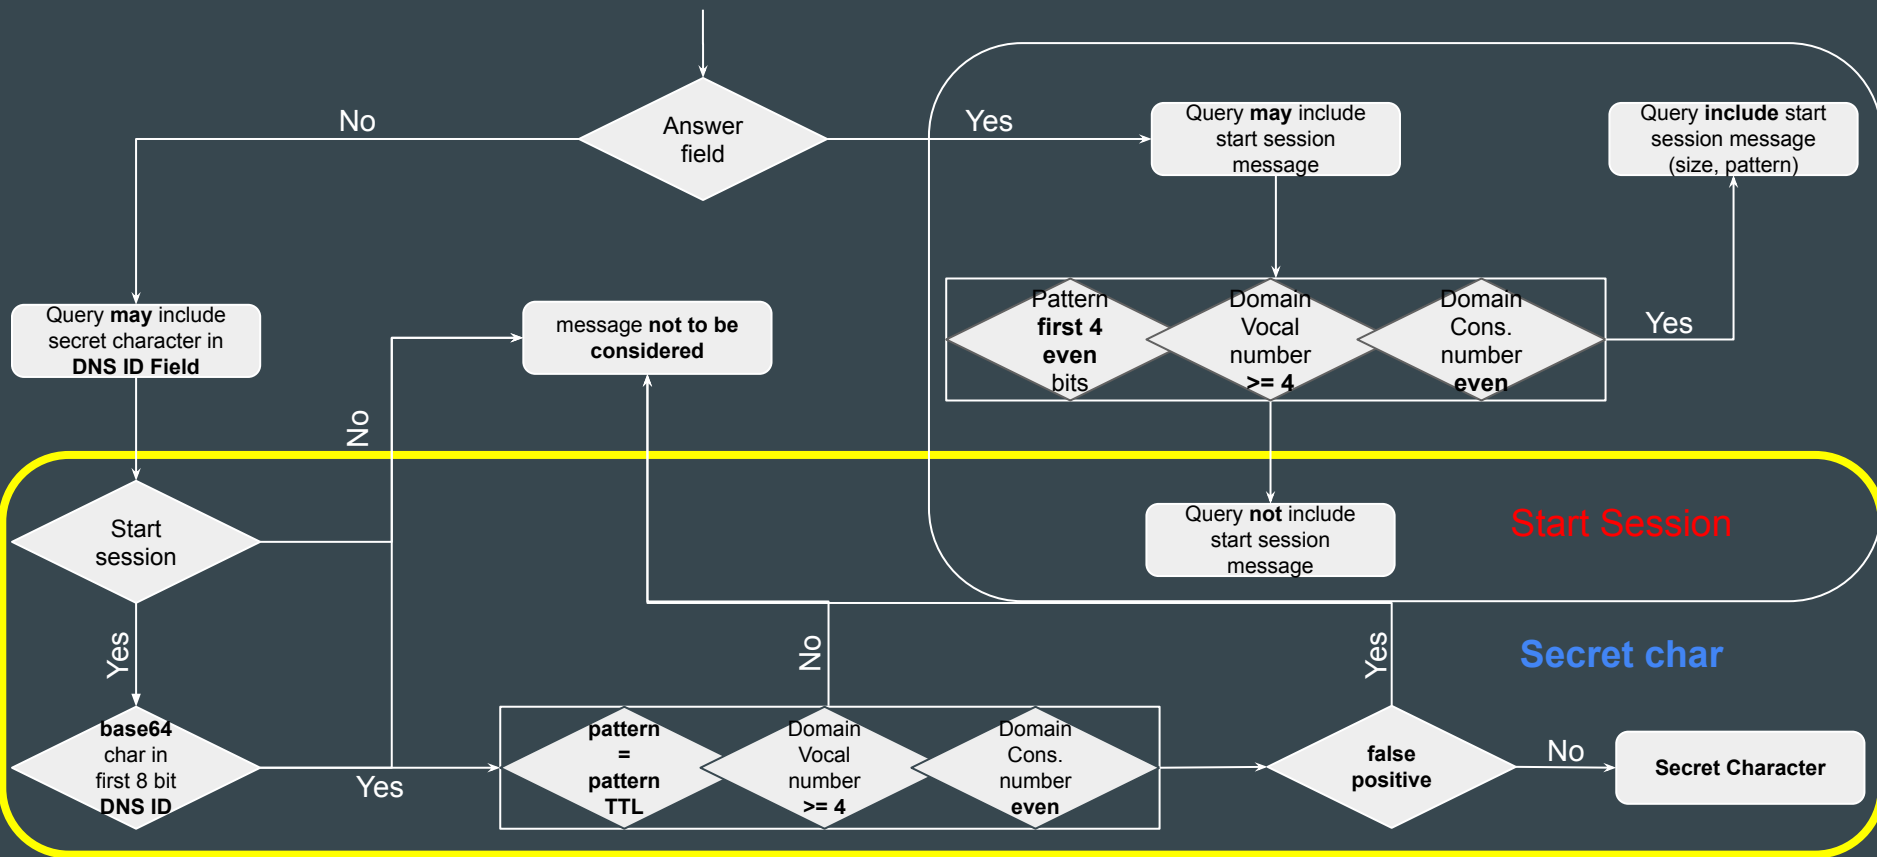 No
Answer
field
Yes
Query may include
start session
message
Query include start
session message
(size, pattern)
Query may include
secret character in
DNS ID Field
message not to be
considered
Pattern
first 4
even
bits
Domain
Vocal
number
>= 4
Domain
Cons.
number
even
Yes
No
Start
session
Query not include
start session
message
Start Session
Yes
No
Yes
Secret char
base64
char in
first 8 bit
DNS ID
Yes
pattern
=
pattern
TTL
Domain
Vocal
number
>= 4
Domain
Cons.
number
even
false
positive
No
Secret Character